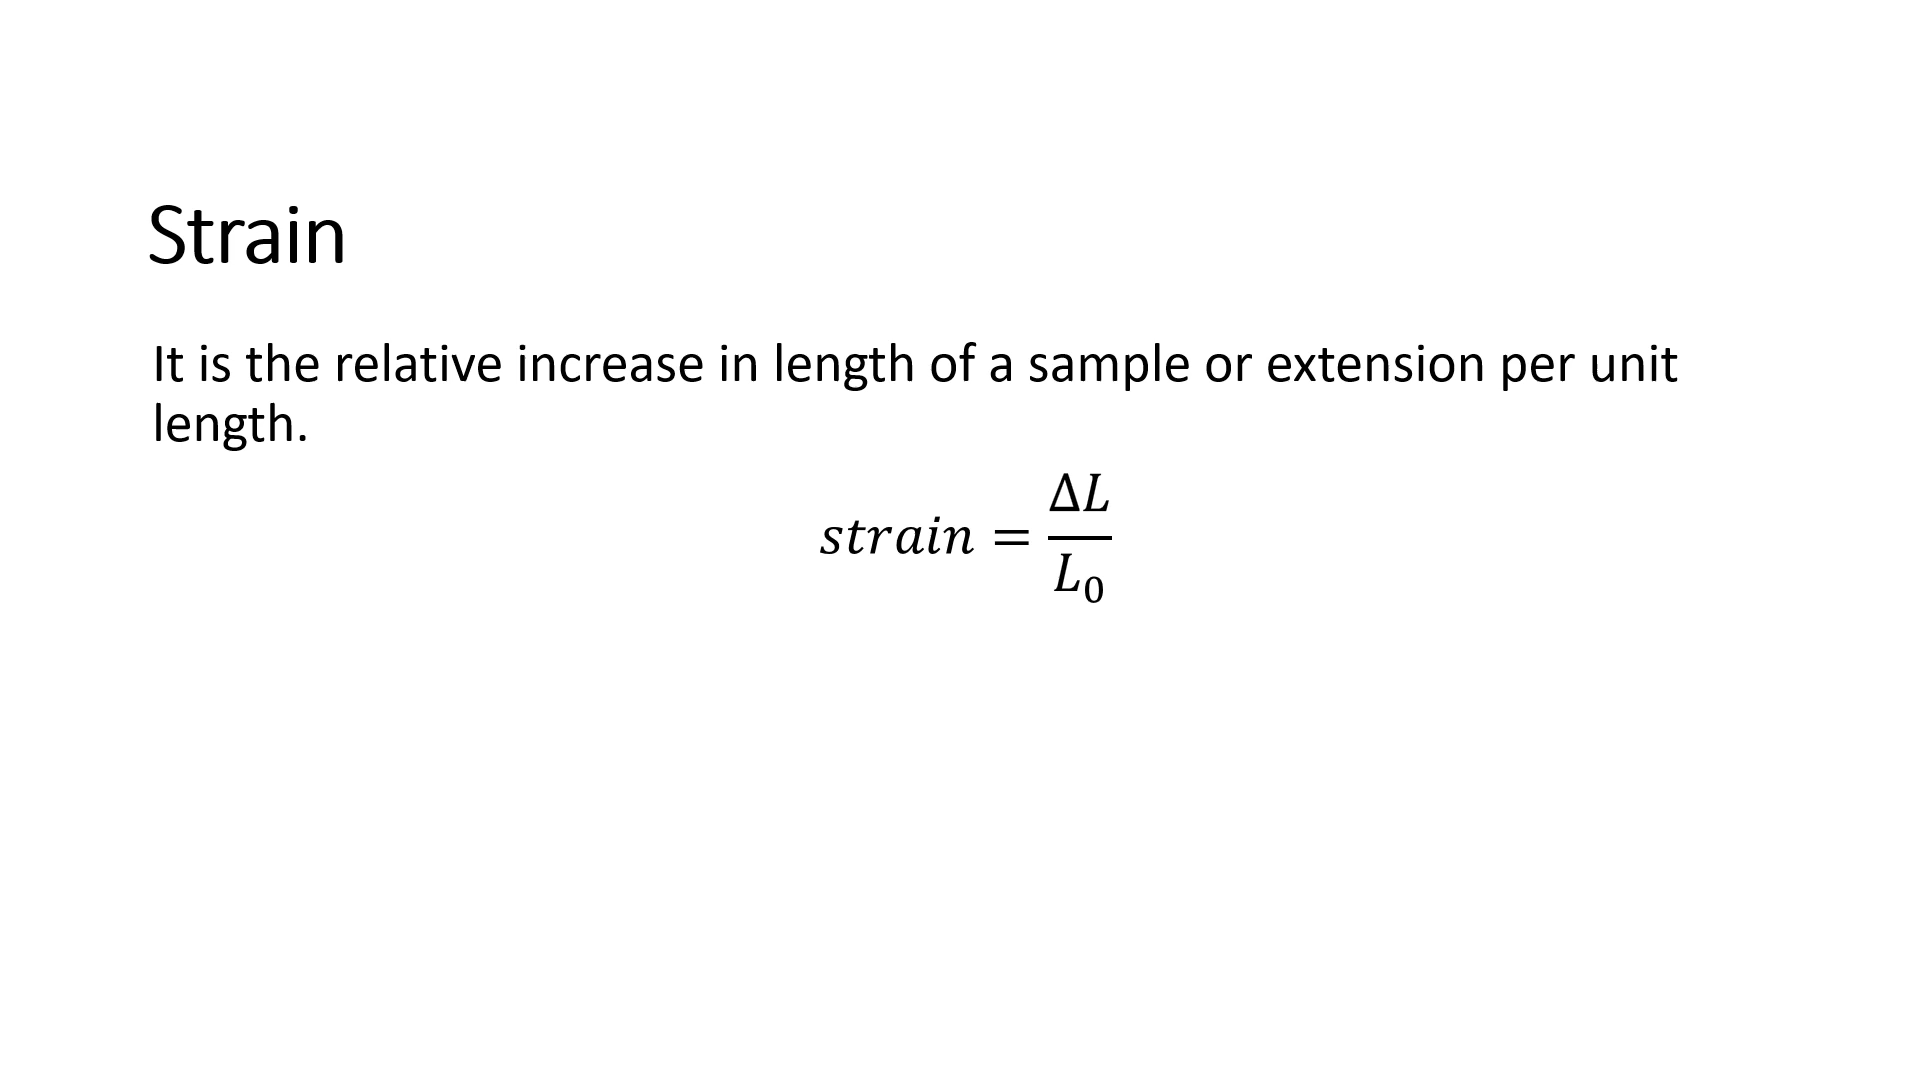 Strain
It is the relative increase in length of a sample or extension per unit
length.
strain = ΔL/L₀